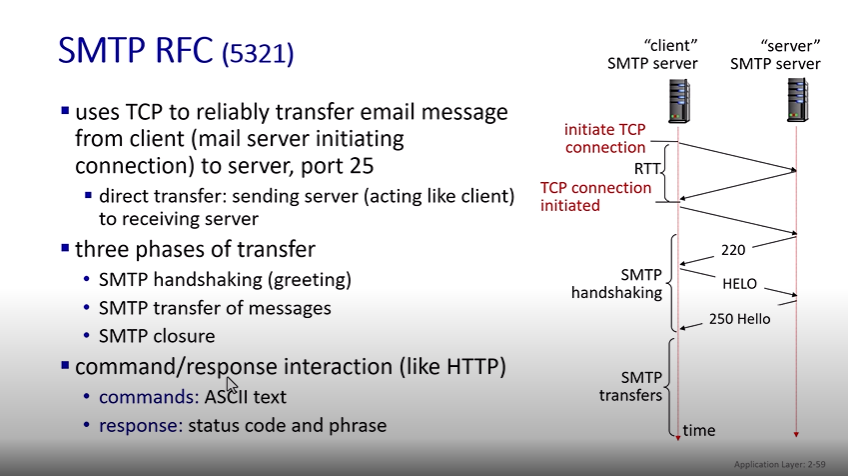 SMTP RFC (5321)
uses TCP to reliably transfer email message
from client (mail server initiating
connection) to server, port 25
direct transfer: sending server (acting like client)
to receiving server
three phases of transfer
SMTP handshaking (greeting)
SMTP transfer of messages
SMTP closure
command/response interaction (like HTTP)
commands: ASCII text
response: status code and phrase
“client”
SMTP server
“server”
SMTP server
initiate TCP
connection
RTT
TCP connection
initiated
220
SMTP
handshaking
HELO
250 Hello
SMTP
transfers
time
Application Layer: 2-59